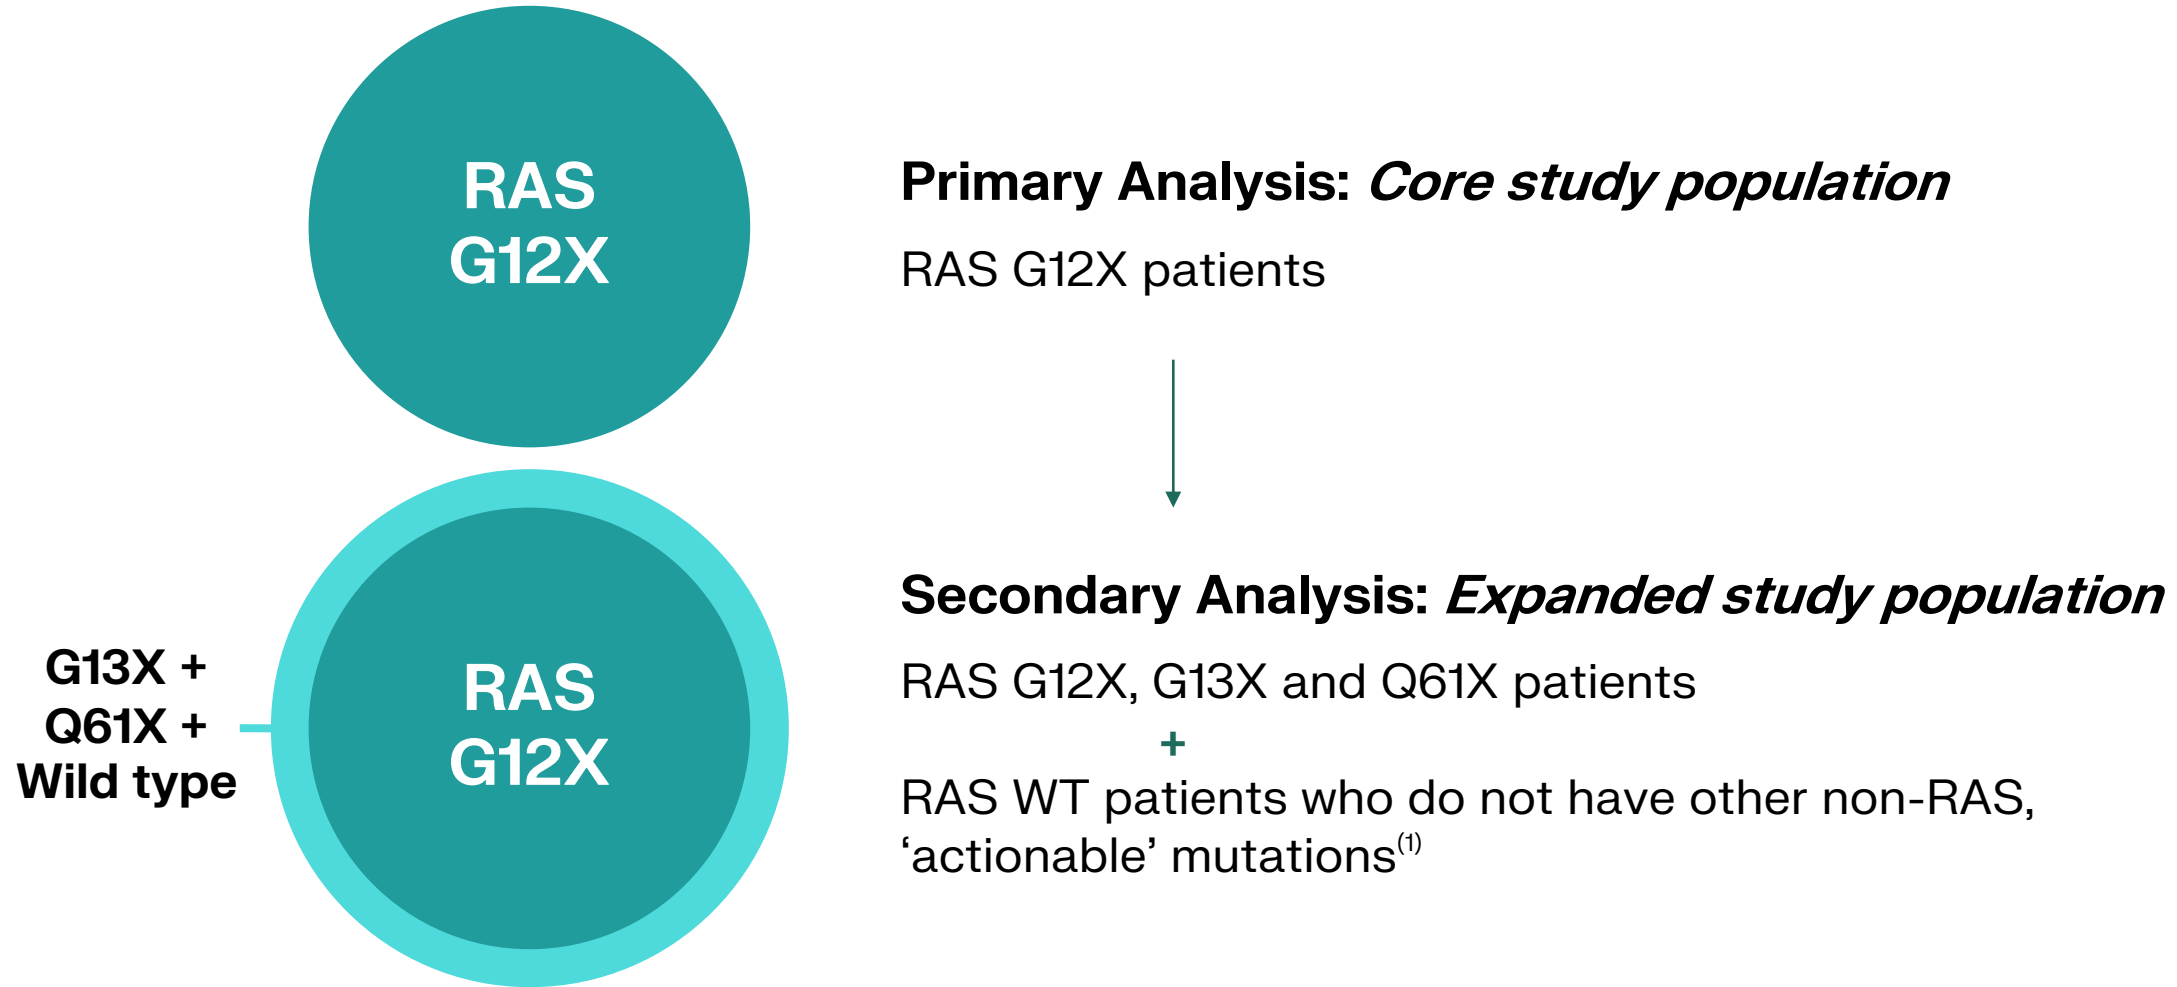 RAS
G12X
Primary Analysis: Core study population
RAS G12X patients
Secondary Analysis: Expanded study population
G13X +
Q61X +
Wild type
RAS
G12X
RAS G12X, G13X and Q61X patients
+
RAS WT patients who do not have other non-RAS,
‘actionable’ mutations(1)